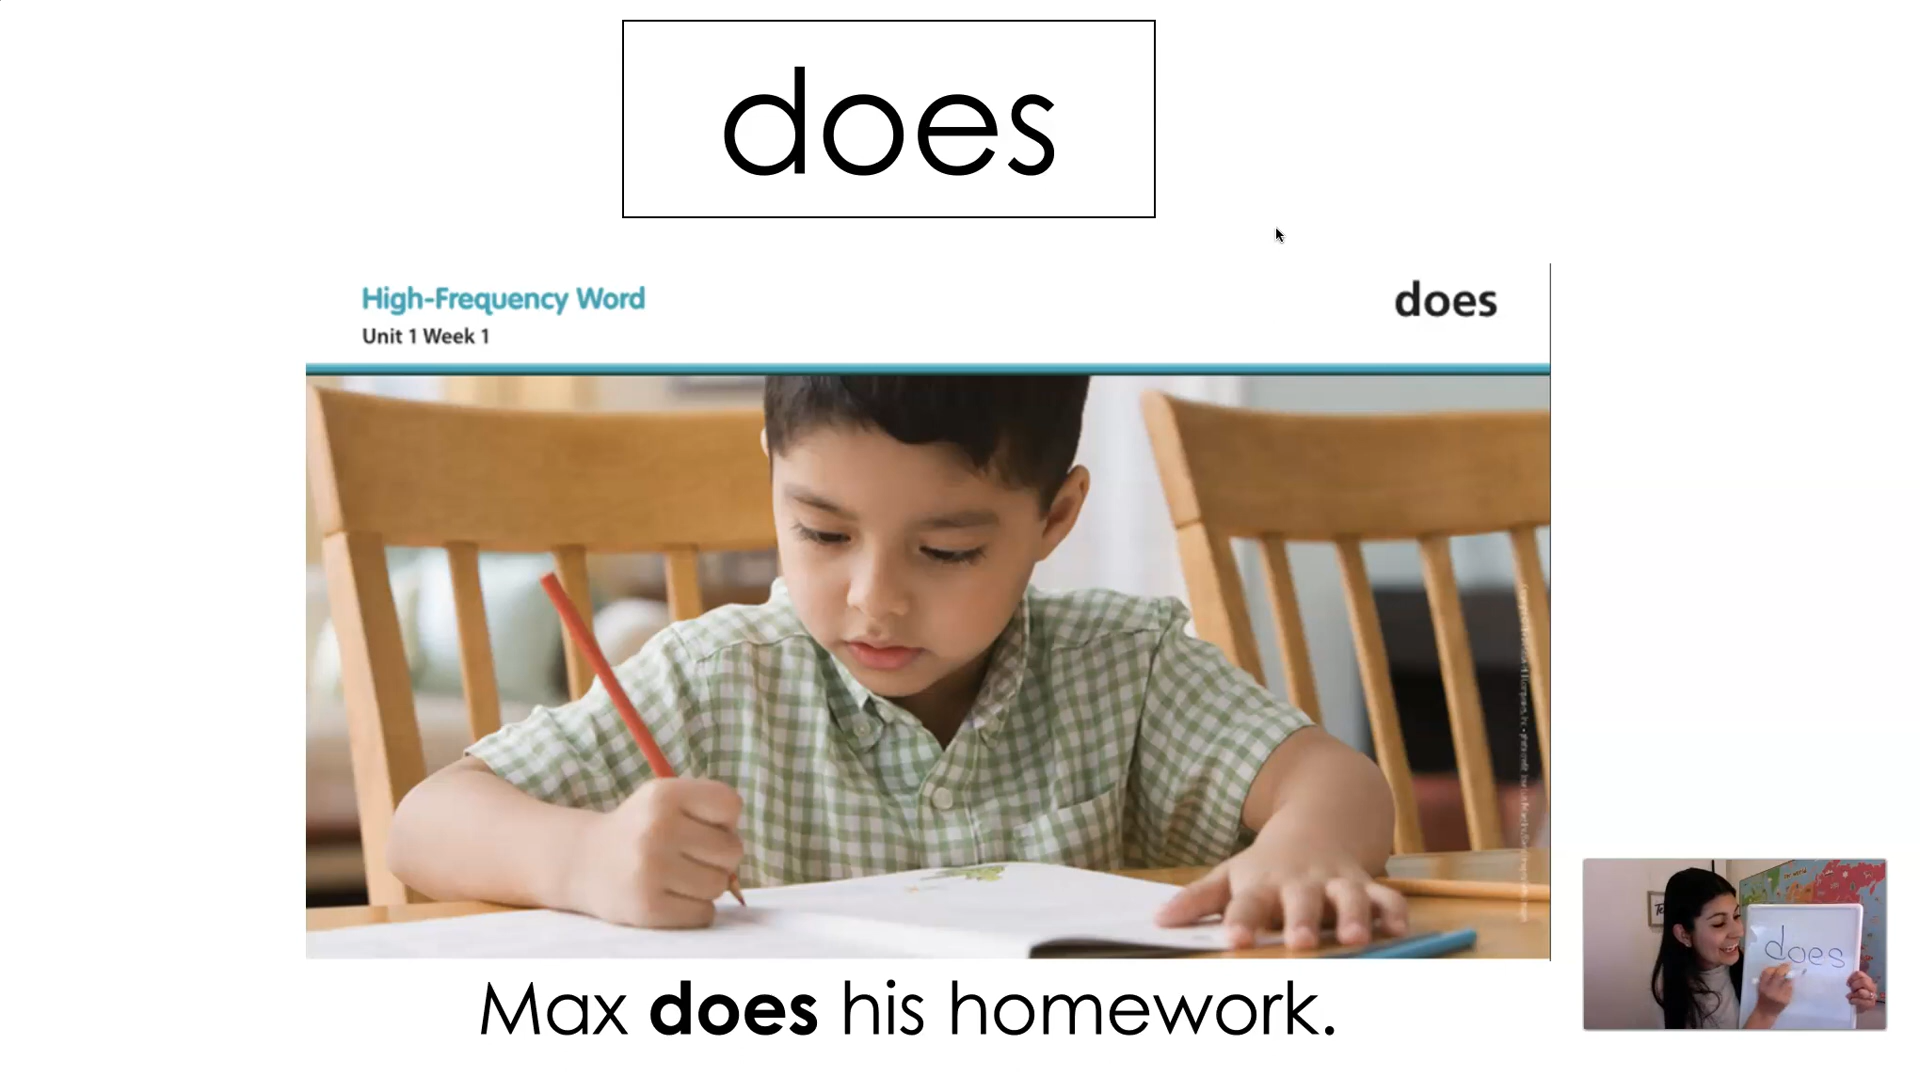 does
High-Frequency Word
does
Unit 1 Week 1
does
Max does his homework.